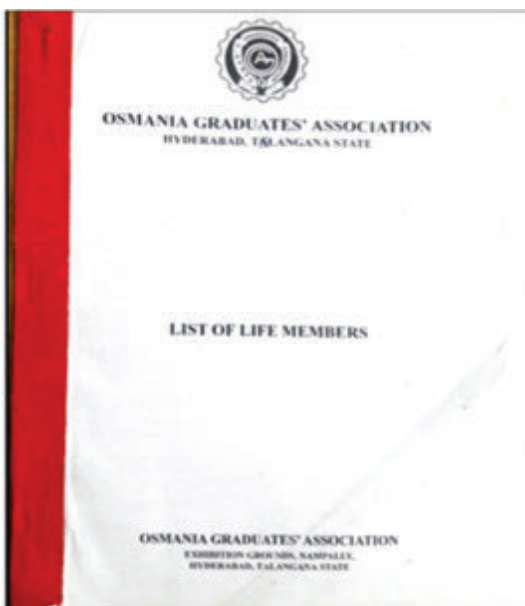 OSMANIA GRADUATES' ASSOCIATION
HYDERABAD, TALANGANA STATE
LIST OF LIFE MEMBERS
OSMANIA GRADUATES' ASSOCIATION
EXHIBITION GROUNDS, NAMPALLY,
HYDERABAD, TALANGANA STATE